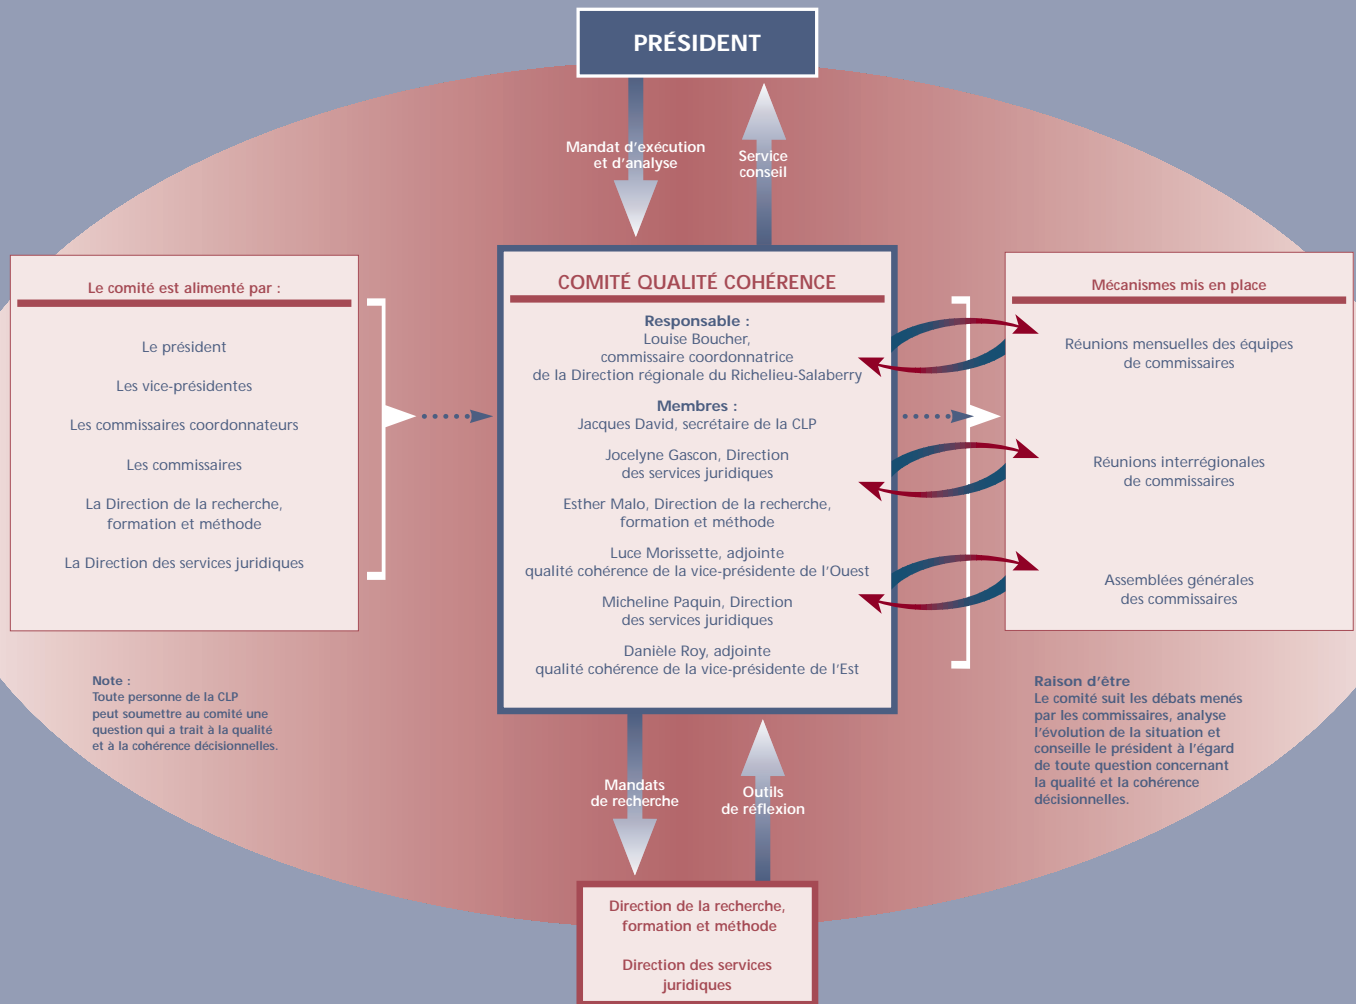 PRÉSIDENT
Mandat d'exécution
et d'analyse
Service
conseil
Le comité est alimenté par :
Le président
Les vice-présidentes
Les commissaires coordonnateurs
Les commissaires
La Direction de la recherche,
formation et méthode
La Direction des services juridiques
Note :
Toute personne de la CLP
peut soumettre au comité une
question qui a trait à la qualité
et à la cohérence décisionnelles.
COMITÉ QUALITÉ COHÉRENCE
Responsable :
Louise Boucher,
commissaire coordonnatrice
de la Direction régionale du Richelieu-Salaberry
Membres :
Jacques David, secrétaire de la CLP
Jocelyne Gascon, Direction
des services juridiques
Esther Malo, Direction de la recherche,
formation et méthode
Luce Morissette, adjointe
qualité cohérence de la vice-présidente de l'Ouest
Micheline Paquin, Direction
des services juridiques
Danièle Roy, adjointe
qualité cohérence de la vice-présidente de l'Est
Mécanismes mis en place
Réunions mensuelles des équipes
de commissaires
Réunions interrégionales
de commissaires
Assemblées générales
des commissaires
Raison d'être
Le comité suit les débats menés
par les commissaires, analyse
l'évolution de la situation et
conseille le président à l'égard
de toute question concernant
la qualité et la cohérence
décisionnelles.
Mandats
de recherche
Outils
de réflexion
Direction de la recherche,
formation et méthode
Direction des services
juridiques